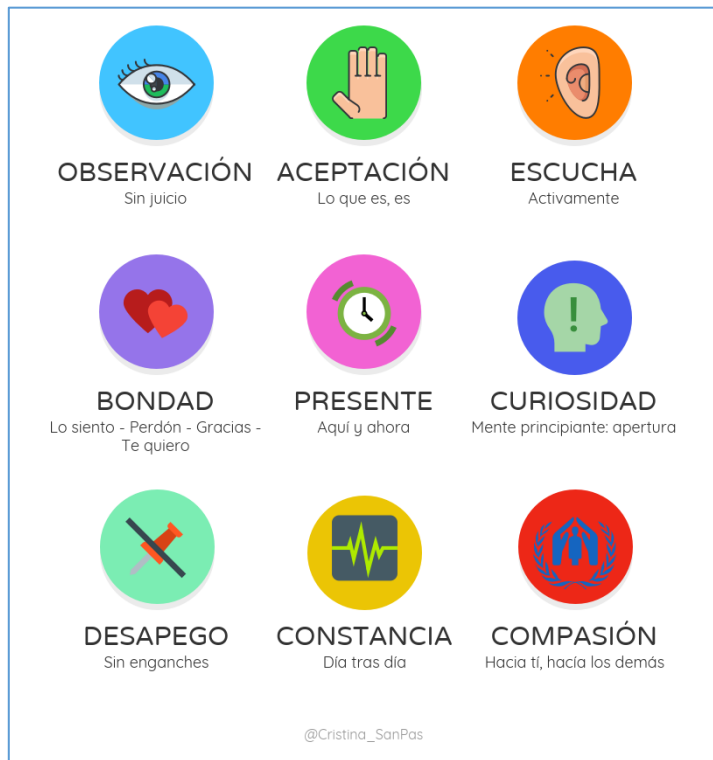 OBSERVACIÓN
Sin juicio
ACEPTACIÓN
Lo que es, es
ESCUCHA
Activamente
BONDAD
Lo siento - Perdón - Gracias -
Te quiero
PRESENTE
Aquí y ahora
CURIOSIDAD
Mente principiante: apertura
DESAPEGO
Sin enganches
CONSTANCIA
Día tras día
COMPASIÓN
Hacia tí, hacía los demás
@Cristina_SanPas